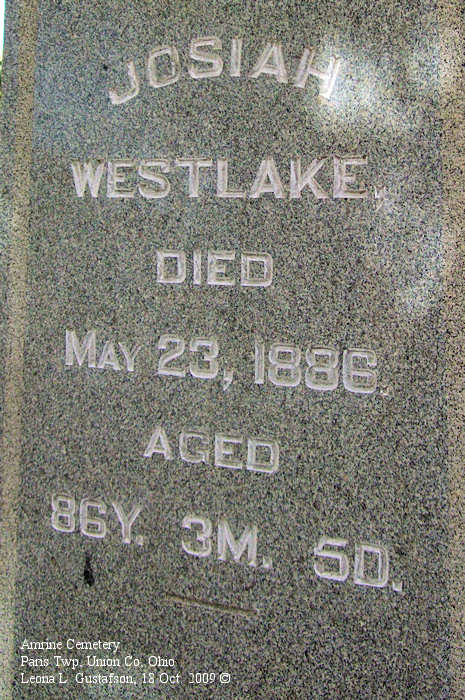 JOSIAH
WESTLAKE,
DIED
MAY 23, 1886.
AGED
86Y. 3M. 5D.
Amrine Cemetery
Paris Twp, Union Co, Ohio
Leona L. Gustafson, 18 Oct 2009 ©